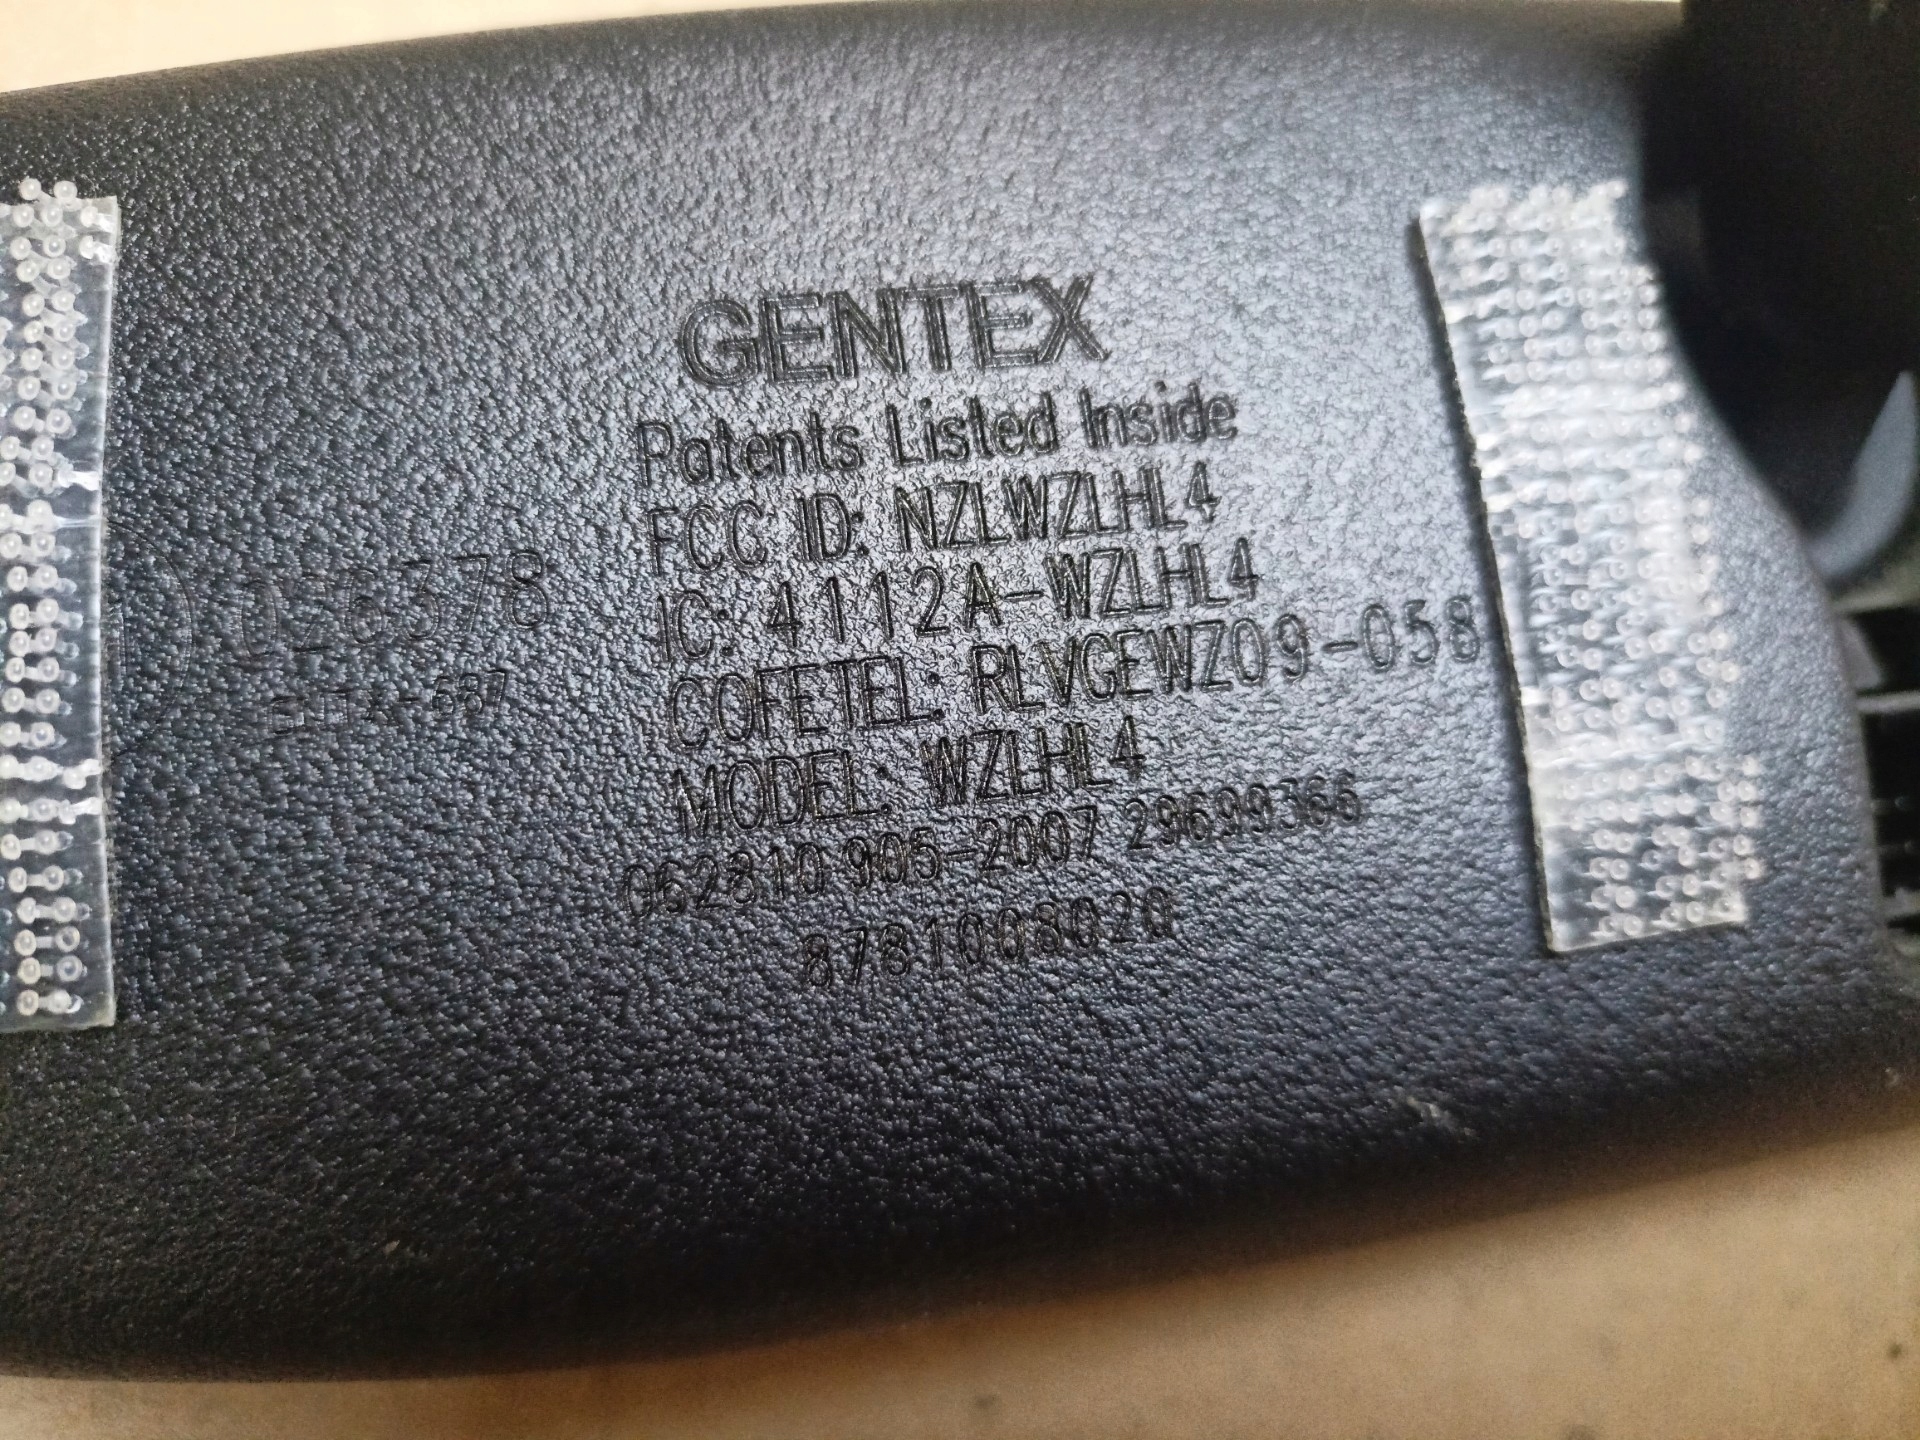 GENTEX
Patents Listed Inside
FCC ID: NZLWZLHL4
IC: 4112A-WZLHL4
COFETEL: RLVGEWZ09-058
MODEL: WZLHL4
062810 905-2007 29699366
8781008020
026378